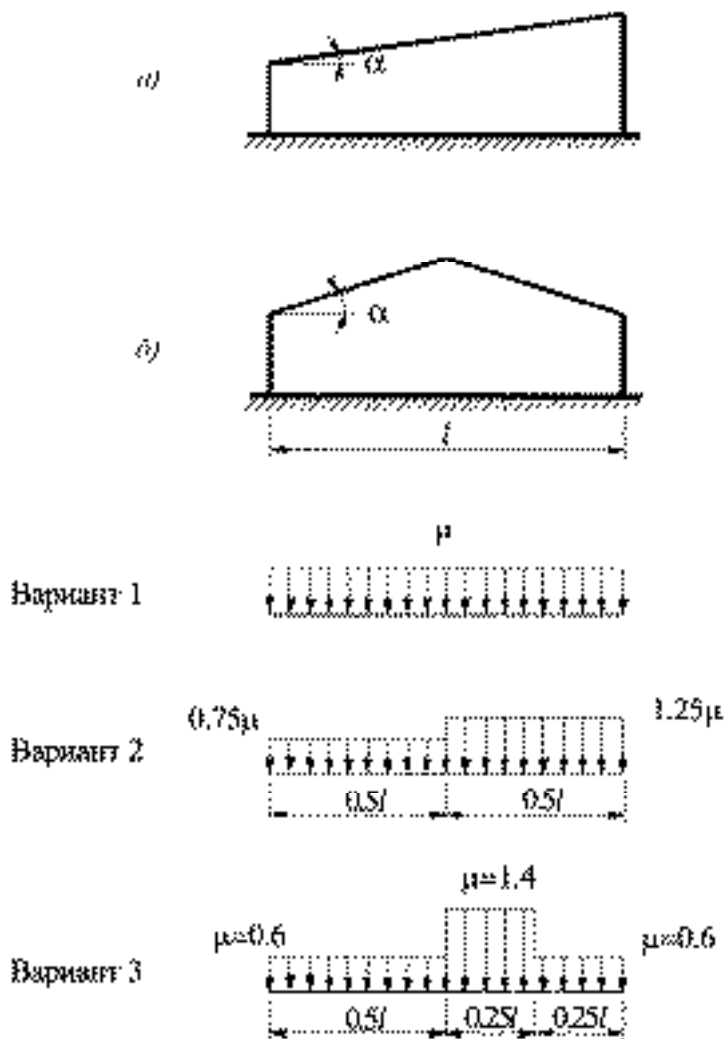 а)
α
б)
α
l
μ
Вариант 1
0.75μ
1.25μ
Вариант 2
0.5l
0.5l
μ=1.4
μ=0.6
μ=0.6
Вариант 3
0.5l
0.25l
0.25l